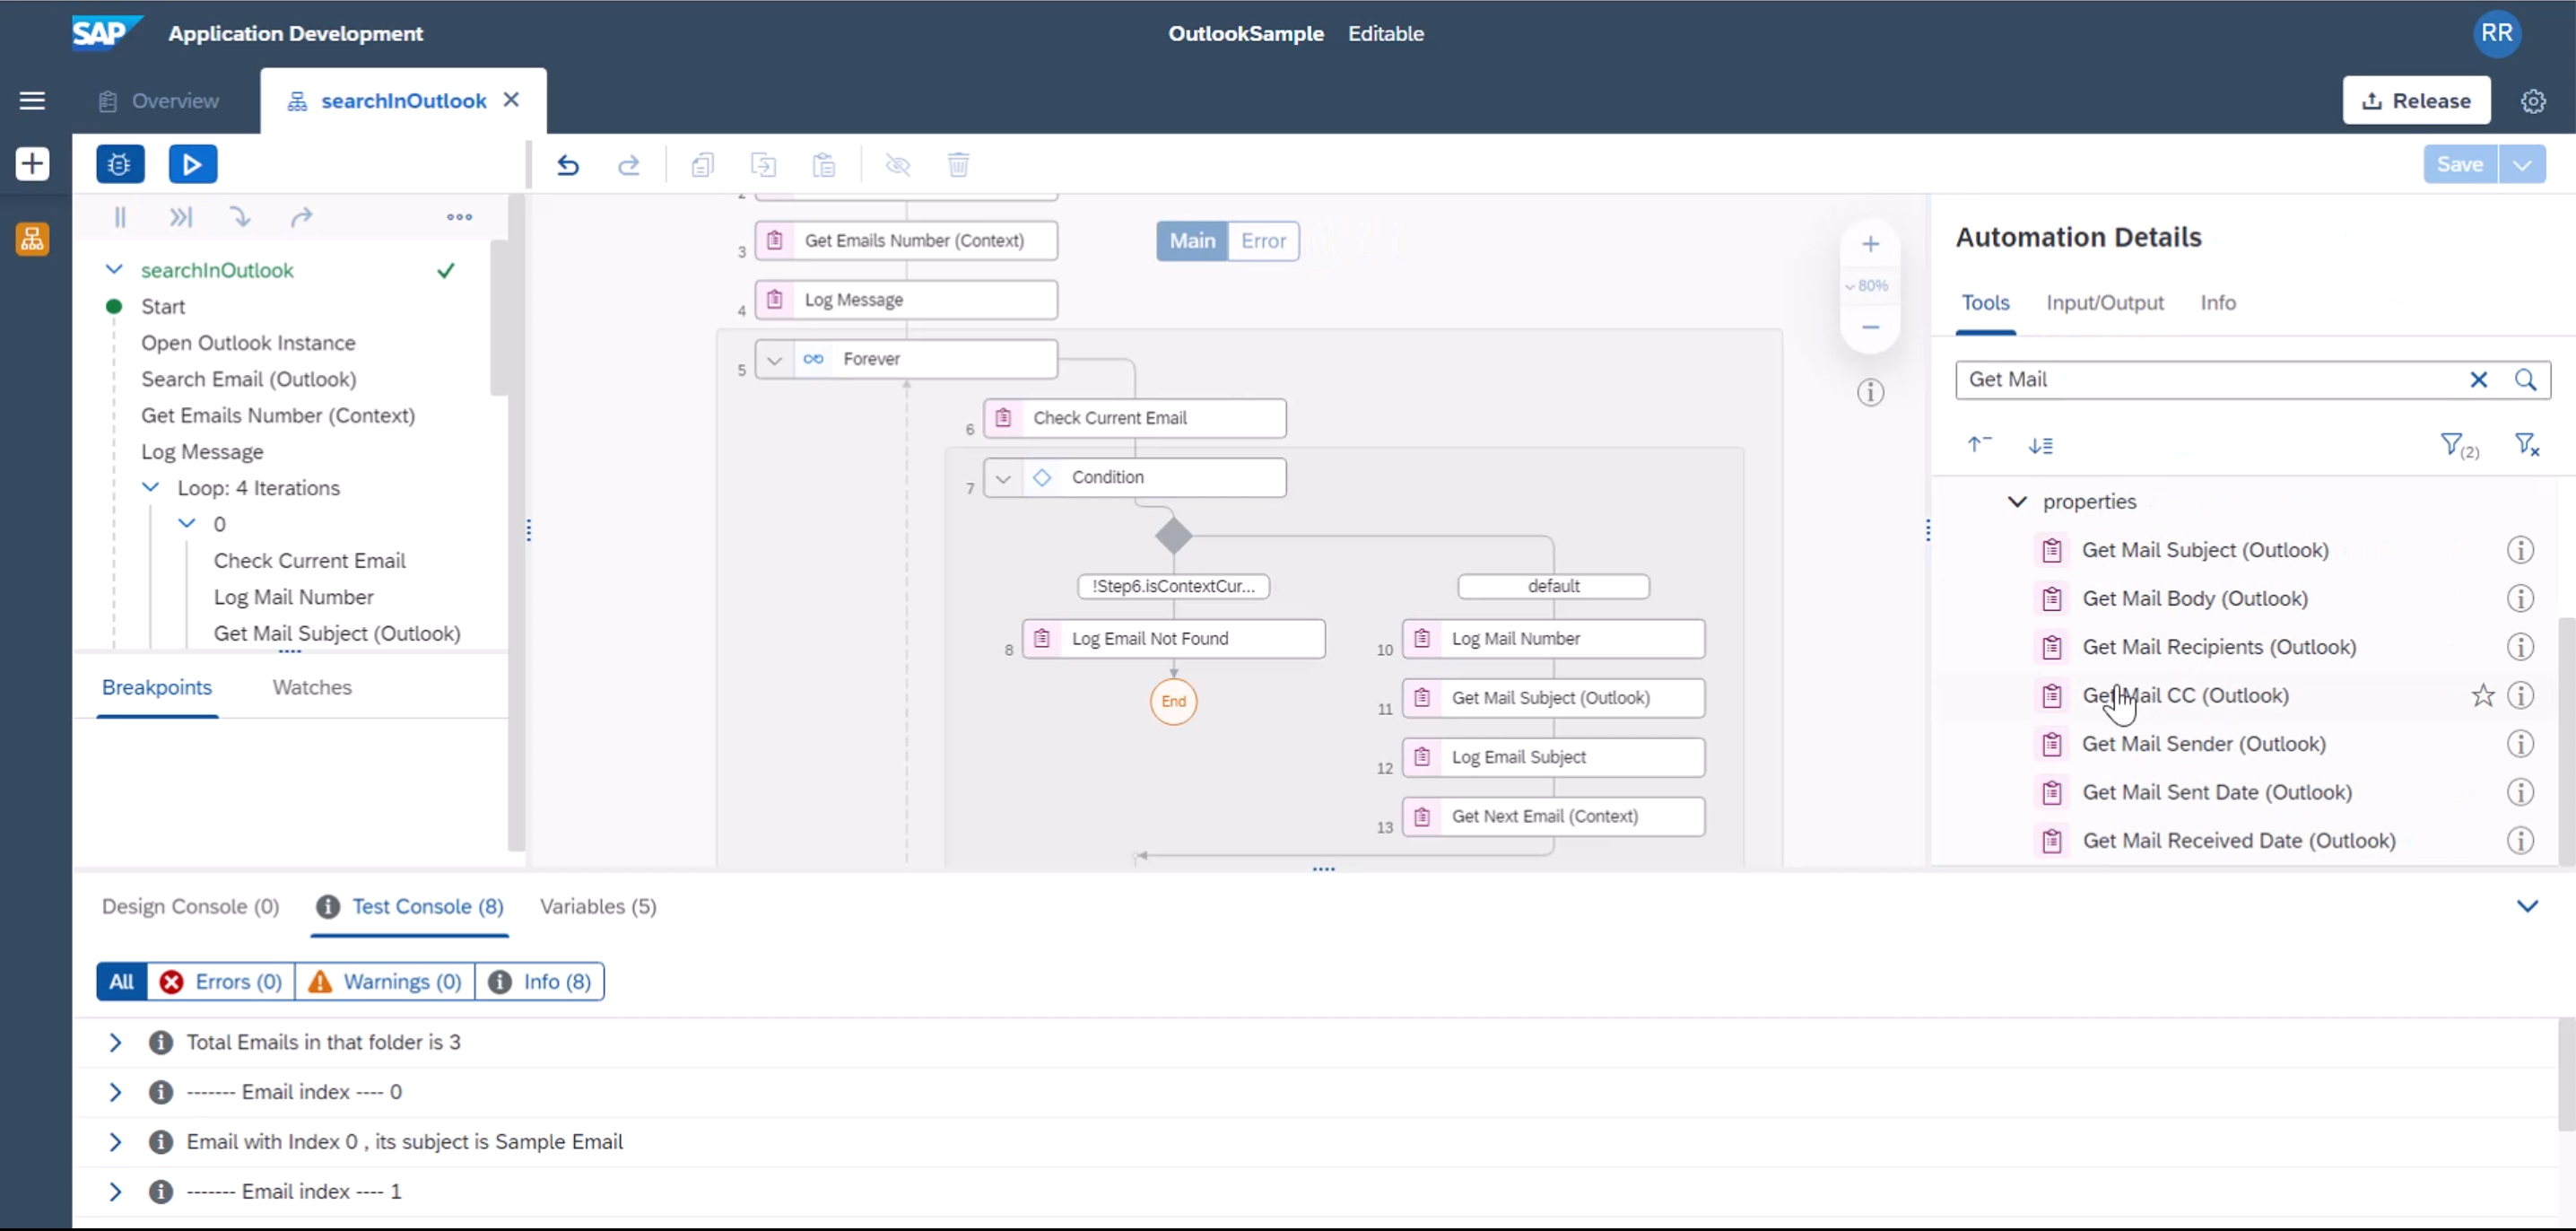 SAP Application Development OutlookSample Editable RR
Overview searchInOutlook Release
Save
searchInOutlook
Start
Open Outlook Instance
Search Email (Outlook)
Get Emails Number (Context)
Log Message
Loop: 4 Iterations
0
Check Current Email
Log Mail Number
Get Mail Subject (Outlook)
Breakpoints Watches
2
3 Get Emails Number (Context)
Main Error
4 Log Message
5 Forever
6 Check Current Email
7 Condition
!Step6.isContextCur... default
8 Log Email Not Found
End
10 Log Mail Number
11 Get Mail Subject (Outlook)
12 Log Email Subject
13 Get Next Email (Context)
80%
Automation Details
Tools Input/Output Info
Get Mail
(2)
properties
Get Mail Subject (Outlook)
Get Mail Body (Outlook)
Get Mail Recipients (Outlook)
Get Mail CC (Outlook)
Get Mail Sender (Outlook)
Get Mail Sent Date (Outlook)
Get Mail Received Date (Outlook)
Design Console (0) Test Console (8) Variables (5)
All Errors (0) Warnings (0) Info (8)
Total Emails in that folder is 3
------- Email index ---- 0
Email with Index 0 , its subject is Sample Email
------- Email index ---- 1